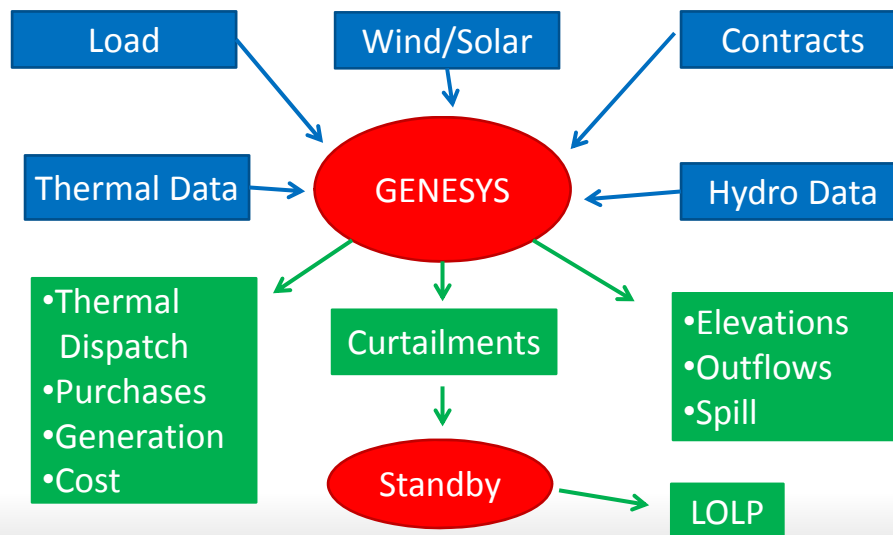 Load
Wind/Solar
Contracts
Thermal Data
GENESYS
Hydro Data
•Thermal
Dispatch
•Purchases
•Generation
•Cost
Curtailments
•Elevations
•Outflows
•Spill
Standby
LOLP